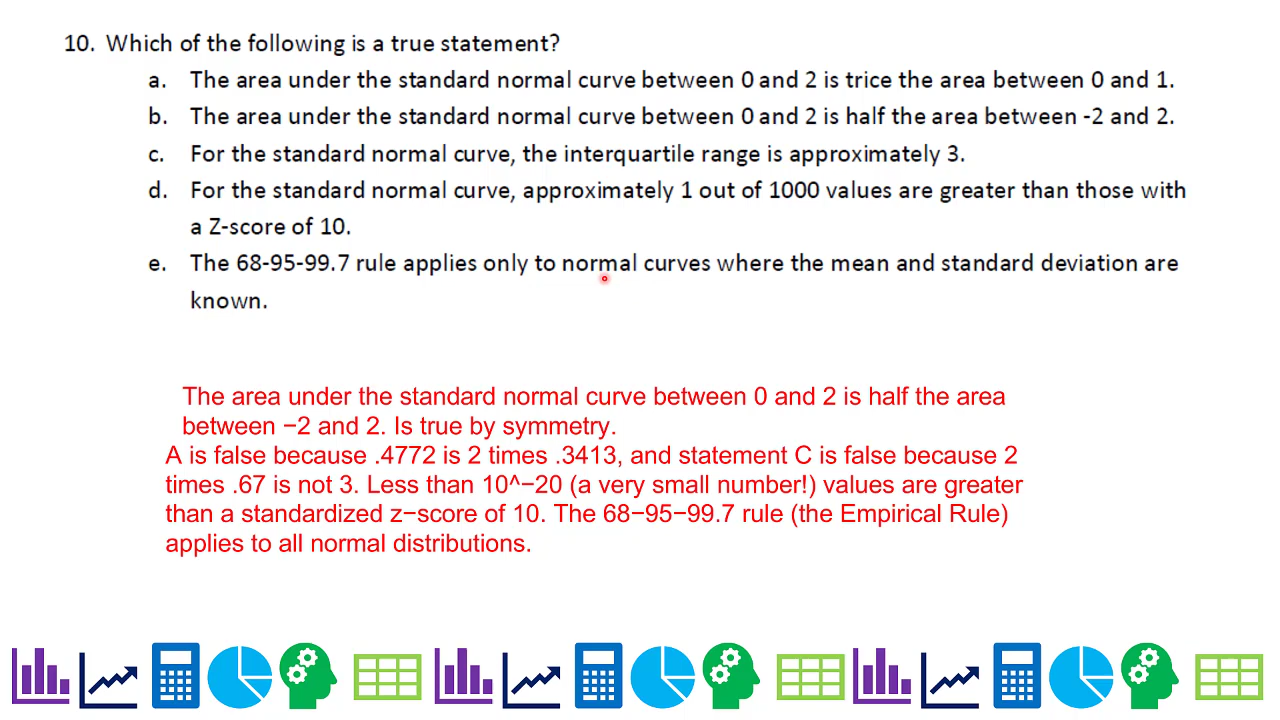 10. Which of the following is a true statement?
a. The area under the standard normal curve between 0 and 2 is trice the area between 0 and 1.
b. The area under the standard normal curve between 0 and 2 is half the area between -2 and 2.
c. For the standard normal curve, the interquartile range is approximately 3.
d. For the standard normal curve, approximately 1 out of 1000 values are greater than those with
a Z-score of 10.
e. The 68-95-99.7 rule applies only to normal curves where the mean and standard deviation are
known.
The area under the standard normal curve between 0 and 2 is half the area
between −2 and 2. Is true by symmetry.
A is false because .4772 is 2 times .3413, and statement C is false because 2
times .67 is not 3. Less than 10^−20 (a very small number!) values are greater
than a standardized z−score of 10. The 68−95−99.7 rule (the Empirical Rule)
applies to all normal distributions.